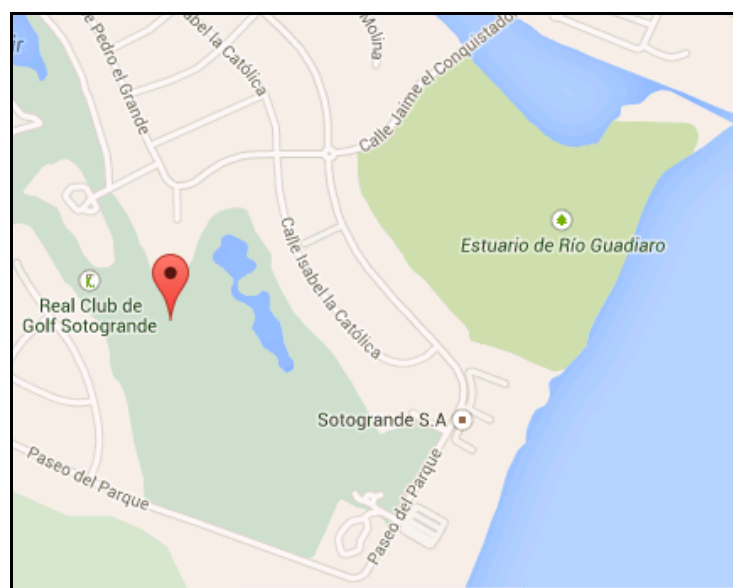 Molina
Isabel la Católica
e Pedro el Grande
Calle Jaime el Conquistado
Estuario de Río Guadiaro
Calle Isabel la Católica
Real Club de
Golf Sotogrande
Sotogrande S.A
Paseo del Parque
Paseo del Parque